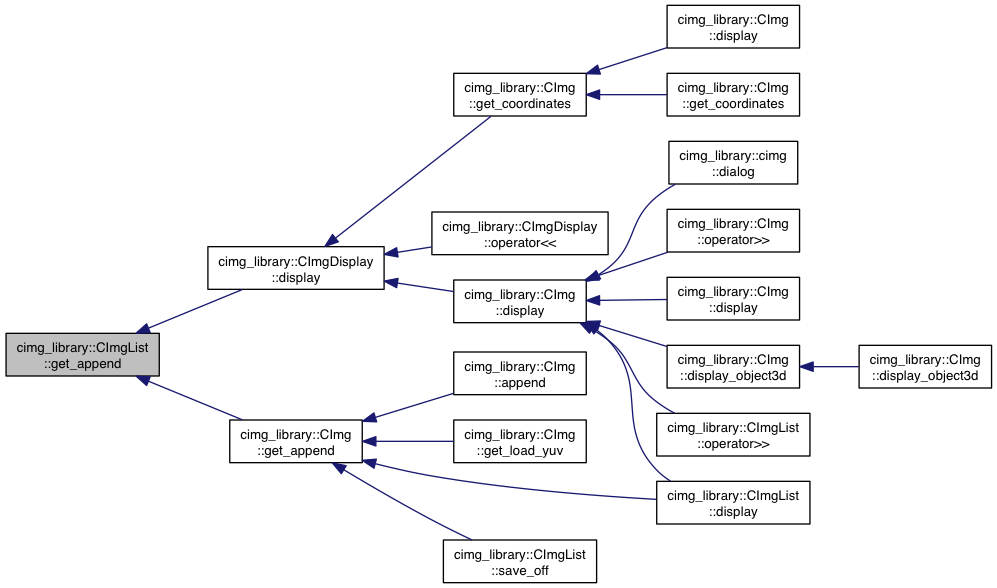 cimg_library::CImg
::display
cimg_library::CImg
::get_coordinates
cimg_library::CImg
::get_coordinates
cimg_library::cimg
::dialog
cimg_library::CImgDisplay
::operator<<
cimg_library::CImg
::operator>>
cimg_library::CImgDisplay
::display
cimg_library::CImg
::display
cimg_library::CImg
::display
cimg_library::CImgList
::get_append
cimg_library::CImg
::append
cimg_library::CImg
::display_object3d
cimg_library::CImg
::display_object3d
cimg_library::CImg
::get_append
cimg_library::CImg
::get_load_yuv
cimg_library::CImgList
::operator>>
cimg_library::CImgList
::display
cimg_library::CImgList
::save_off